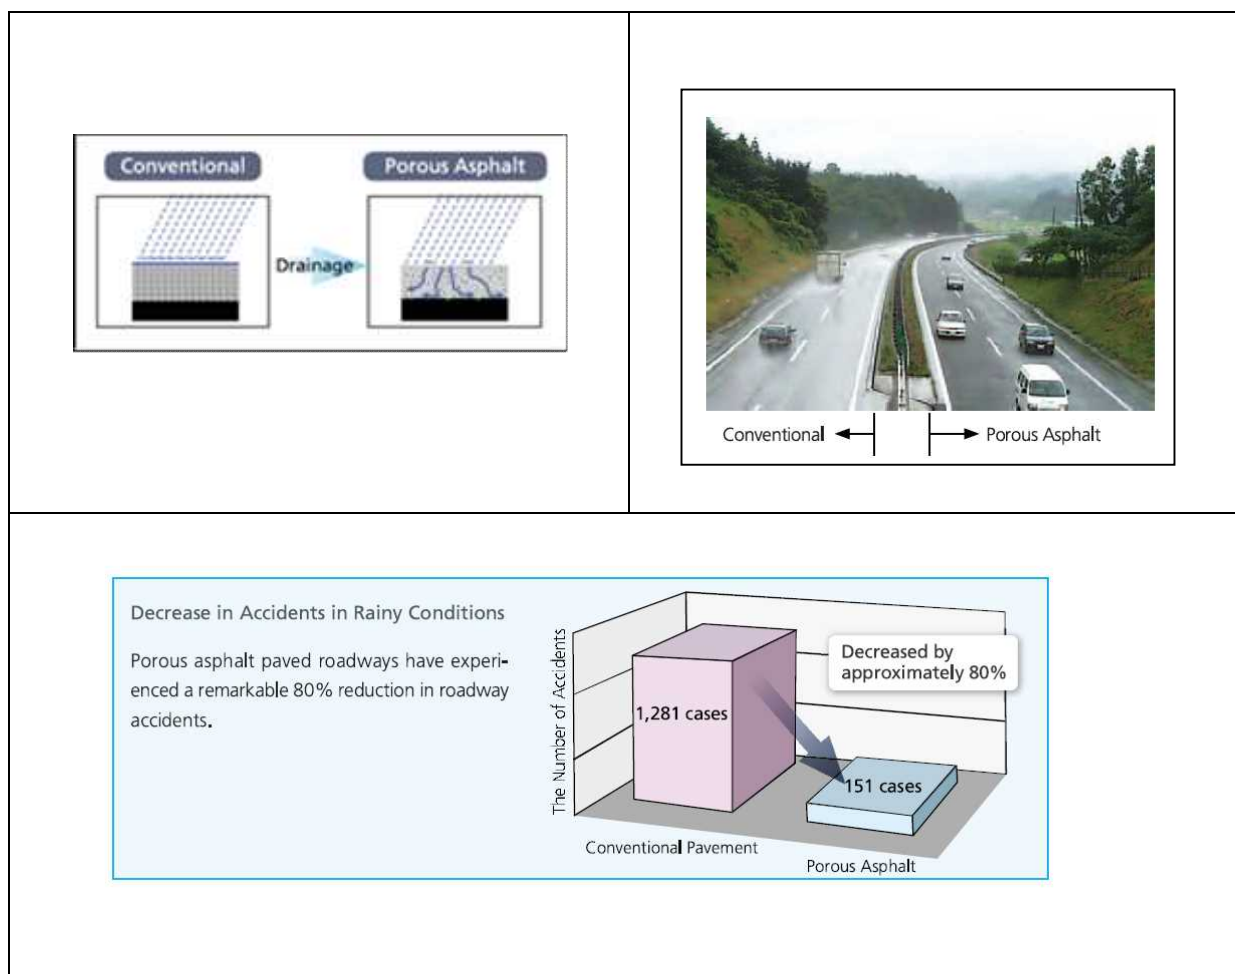 Conventional
Porous Asphalt
Drainage
Conventional
Porous Asphalt
Decrease in Accidents in Rainy Conditions
Porous asphalt paved roadways have experi-
enced a remarkable 80% reduction in roadway
accidents.
The Number of Accidents
Decreased by
approximately 80%
1,281 cases
151 cases
Conventional Pavement
Porous Asphalt